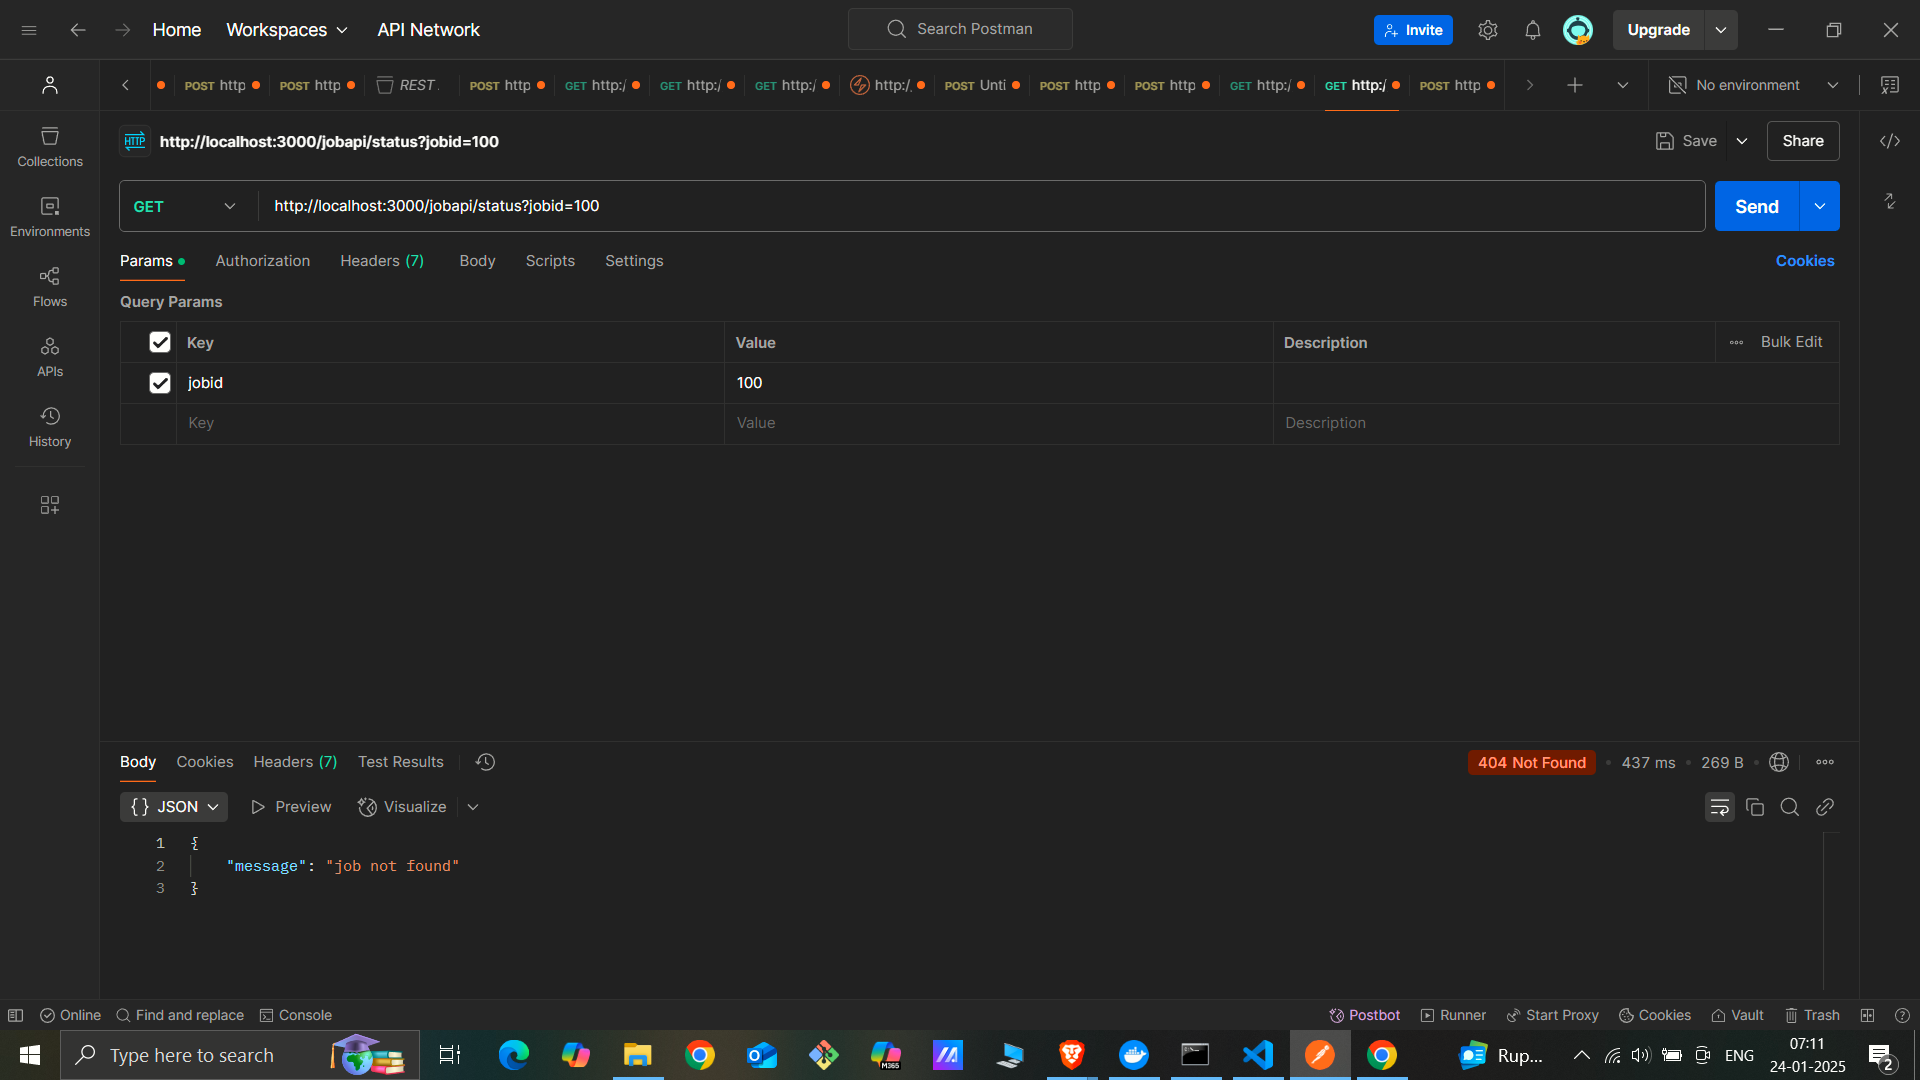 Home Workspaces API Network Search Postman Invite Upgrade
POST http POST http REST POST http GET http:/ GET http:/ GET http:/ http:/ POST Unti POST http POST http GET http:/ GET http:/ POST http No environment
HTTP http://localhost:3000/jobapi/status?jobid=100 Save Share
Collections
GET http://localhost:3000/jobapi/status?jobid=100 Send
Environments
Params Authorization Headers (7) Body Scripts Settings Cookies
Flows
Query Params
Key Value Description Bulk Edit
APIs
jobid 100
Key Value Description
History
Body Cookies Headers (7) Test Results 404 Not Found 437 ms 269 B
{} JSON Preview Visualize
1 {
2 "message": "job not found"
3 }
Online Find and replace Console Postbot Runner Start Proxy Cookies Vault Trash
Type here to search M365 Rup... ENG 07:11
24-01-2025 2